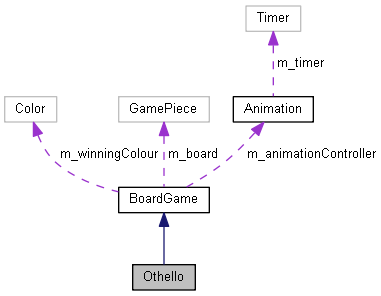 Timer
m_timer
Color
GamePiece
Animation
m_winningColour
m_board
m_animationController
BoardGame
Othello